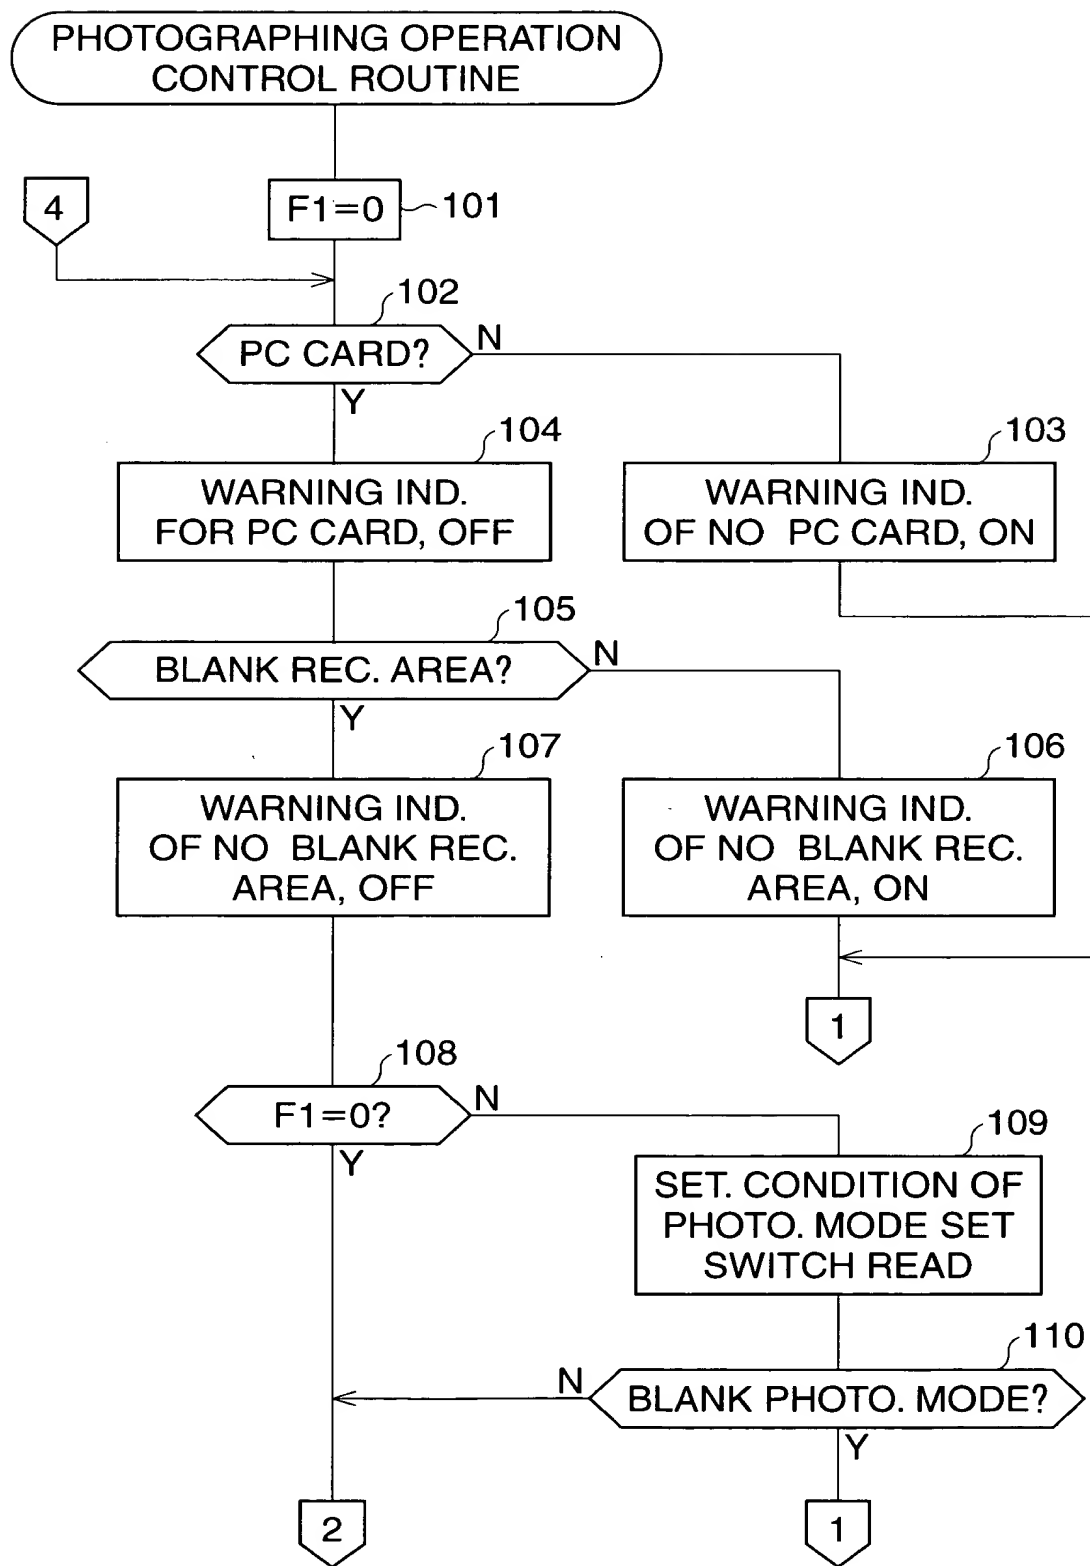 PHOTOGRAPHING OPERATION
CONTROL ROUTINE
4
F1=0
101
102
PC CARD?
N
Y
104
WARNING IND.
FOR PC CARD, OFF
103
WARNING IND.
OF NO PC CARD, ON
105
BLANK REC. AREA?
N
Y
107
WARNING IND.
OF NO BLANK REC.
AREA, OFF
106
WARNING IND.
OF NO BLANK REC.
AREA, ON
1
108
F1=0?
N
Y
109
SET. CONDITION OF
PHOTO. MODE SET
SWITCH READ
110
N
BLANK PHOTO. MODE?
Y
2
1